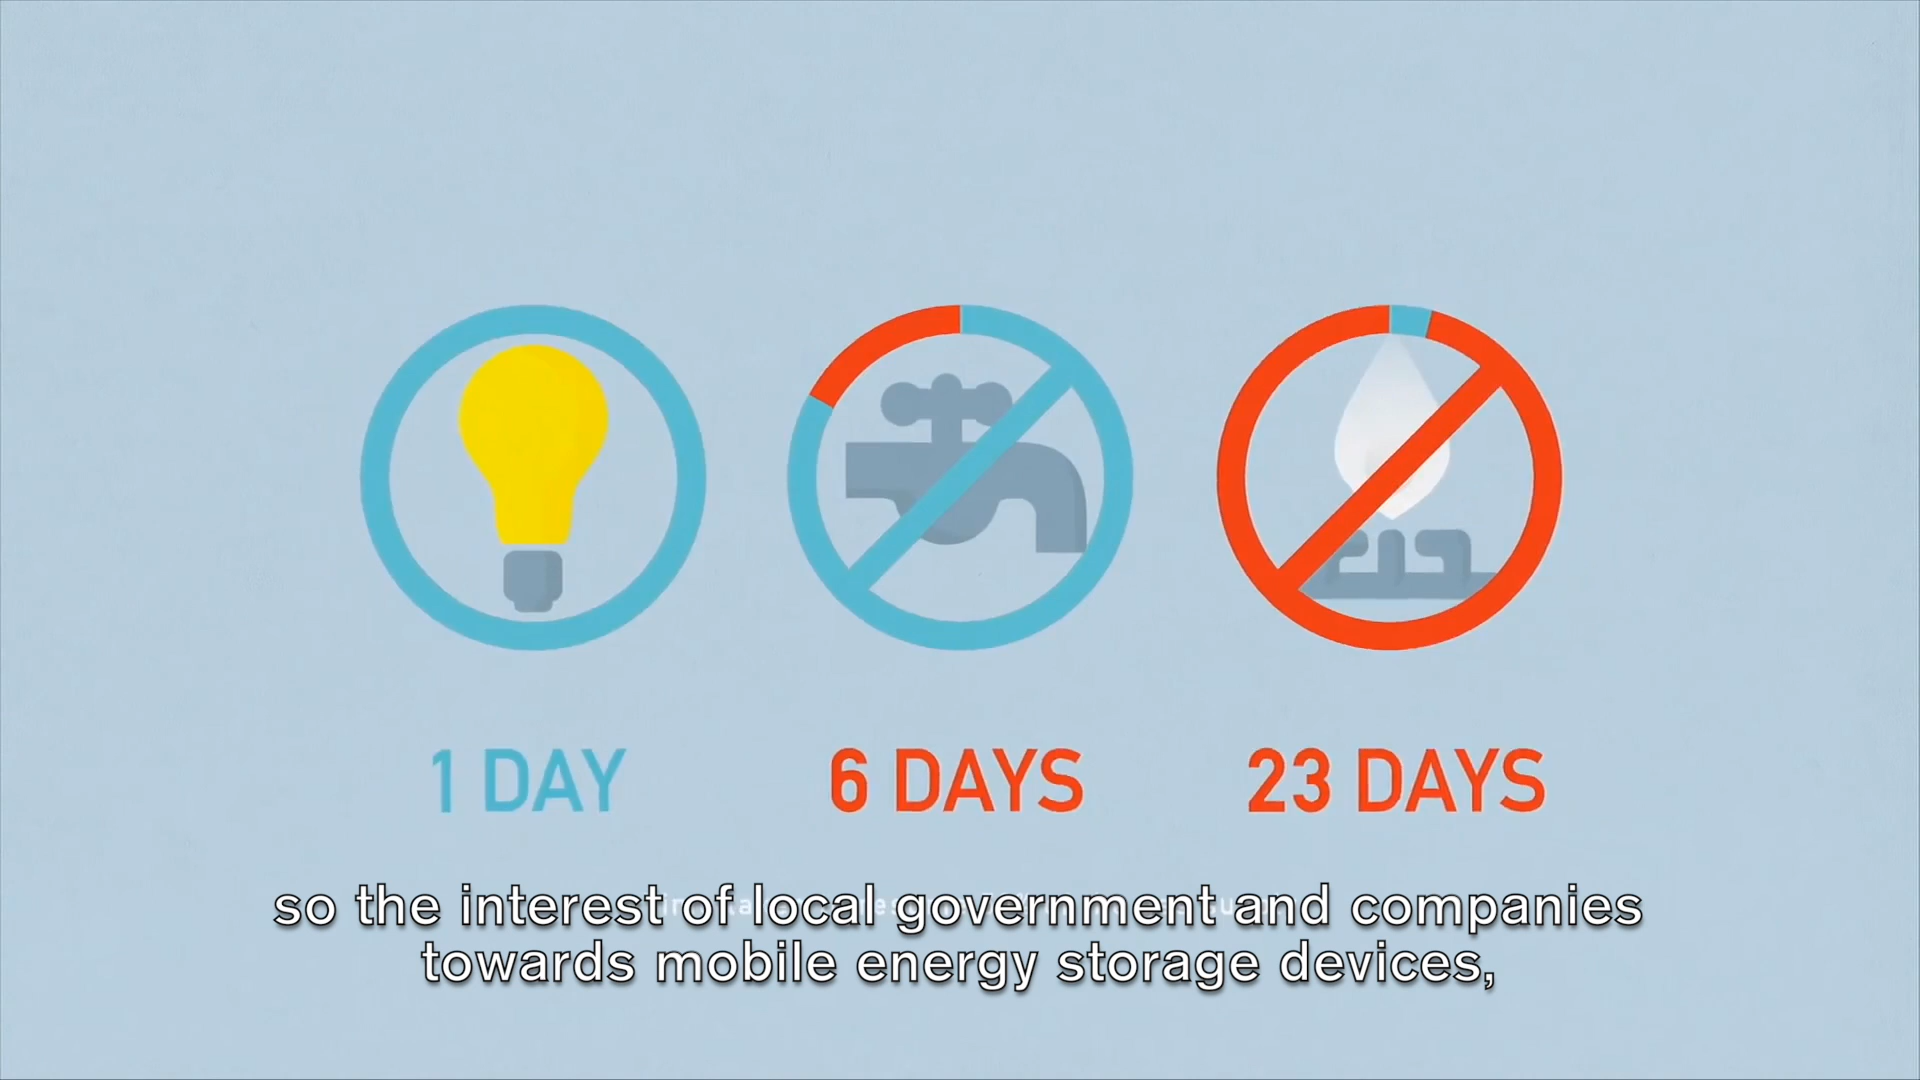 1 DAY
6 DAYS
23 DAYS
so the interest of local government and companies
towards mobile energy storage devices,